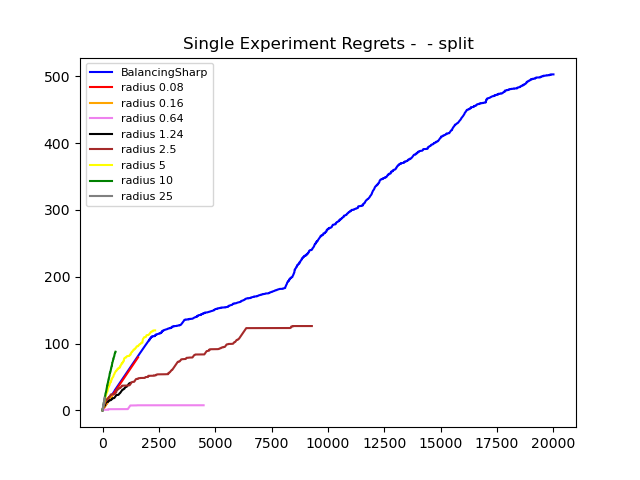 Single Experiment Regrets -  - split
BalancingSharp
radius 0.08
radius 0.16
radius 0.64
radius 1.24
radius 2.5
radius 5
radius 10
radius 25
500
400
300
200
100
0
0 2500 5000 7500 10000 12500 15000 17500 20000